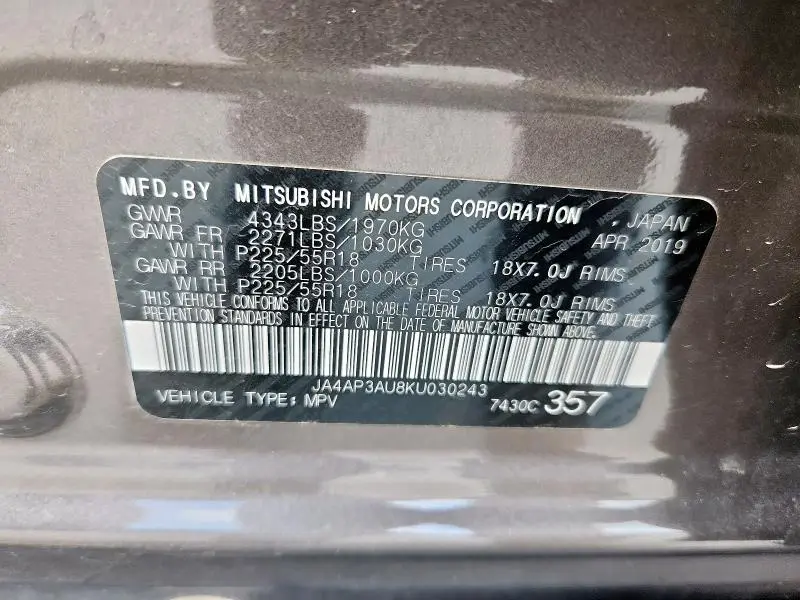 MFD.BY MITSUBISHI MOTORS CORPORATION , JAPAN
GVWR 4343LBS/1970KG APR 2019
GAWR FR 2271LBS/1030KG
WITH P225/55R18 TIRES 18X7.0J RIMS
GAWR RR 2205LBS/1000KG
WITH P225/55R18 TIRES 18X7.0J RIMS
THIS VEHICLE CONFORMS TO ALL APPLICABLE FEDERAL MOTOR VEHICLE SAFETY AND THEFT
PREVENTION STANDARDS IN EFFECT ON THE DATE OF MANUFACTURE SHOWN ABOVE.
JA4AP3AU8KU030243
VEHICLE TYPE: MPV 7430C 357